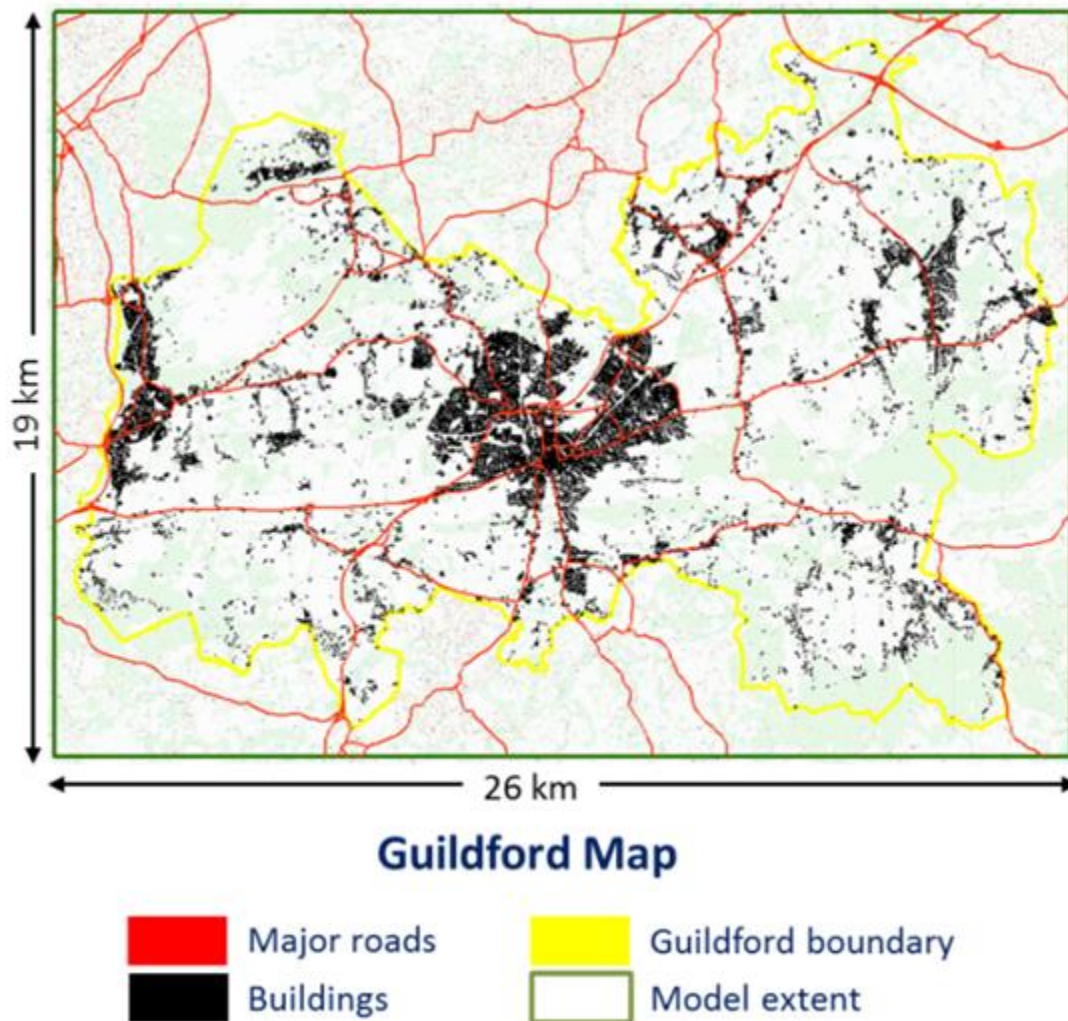 19 km
26 km
Guildford Map
Major roads
Guildford boundary
Buildings
Model extent